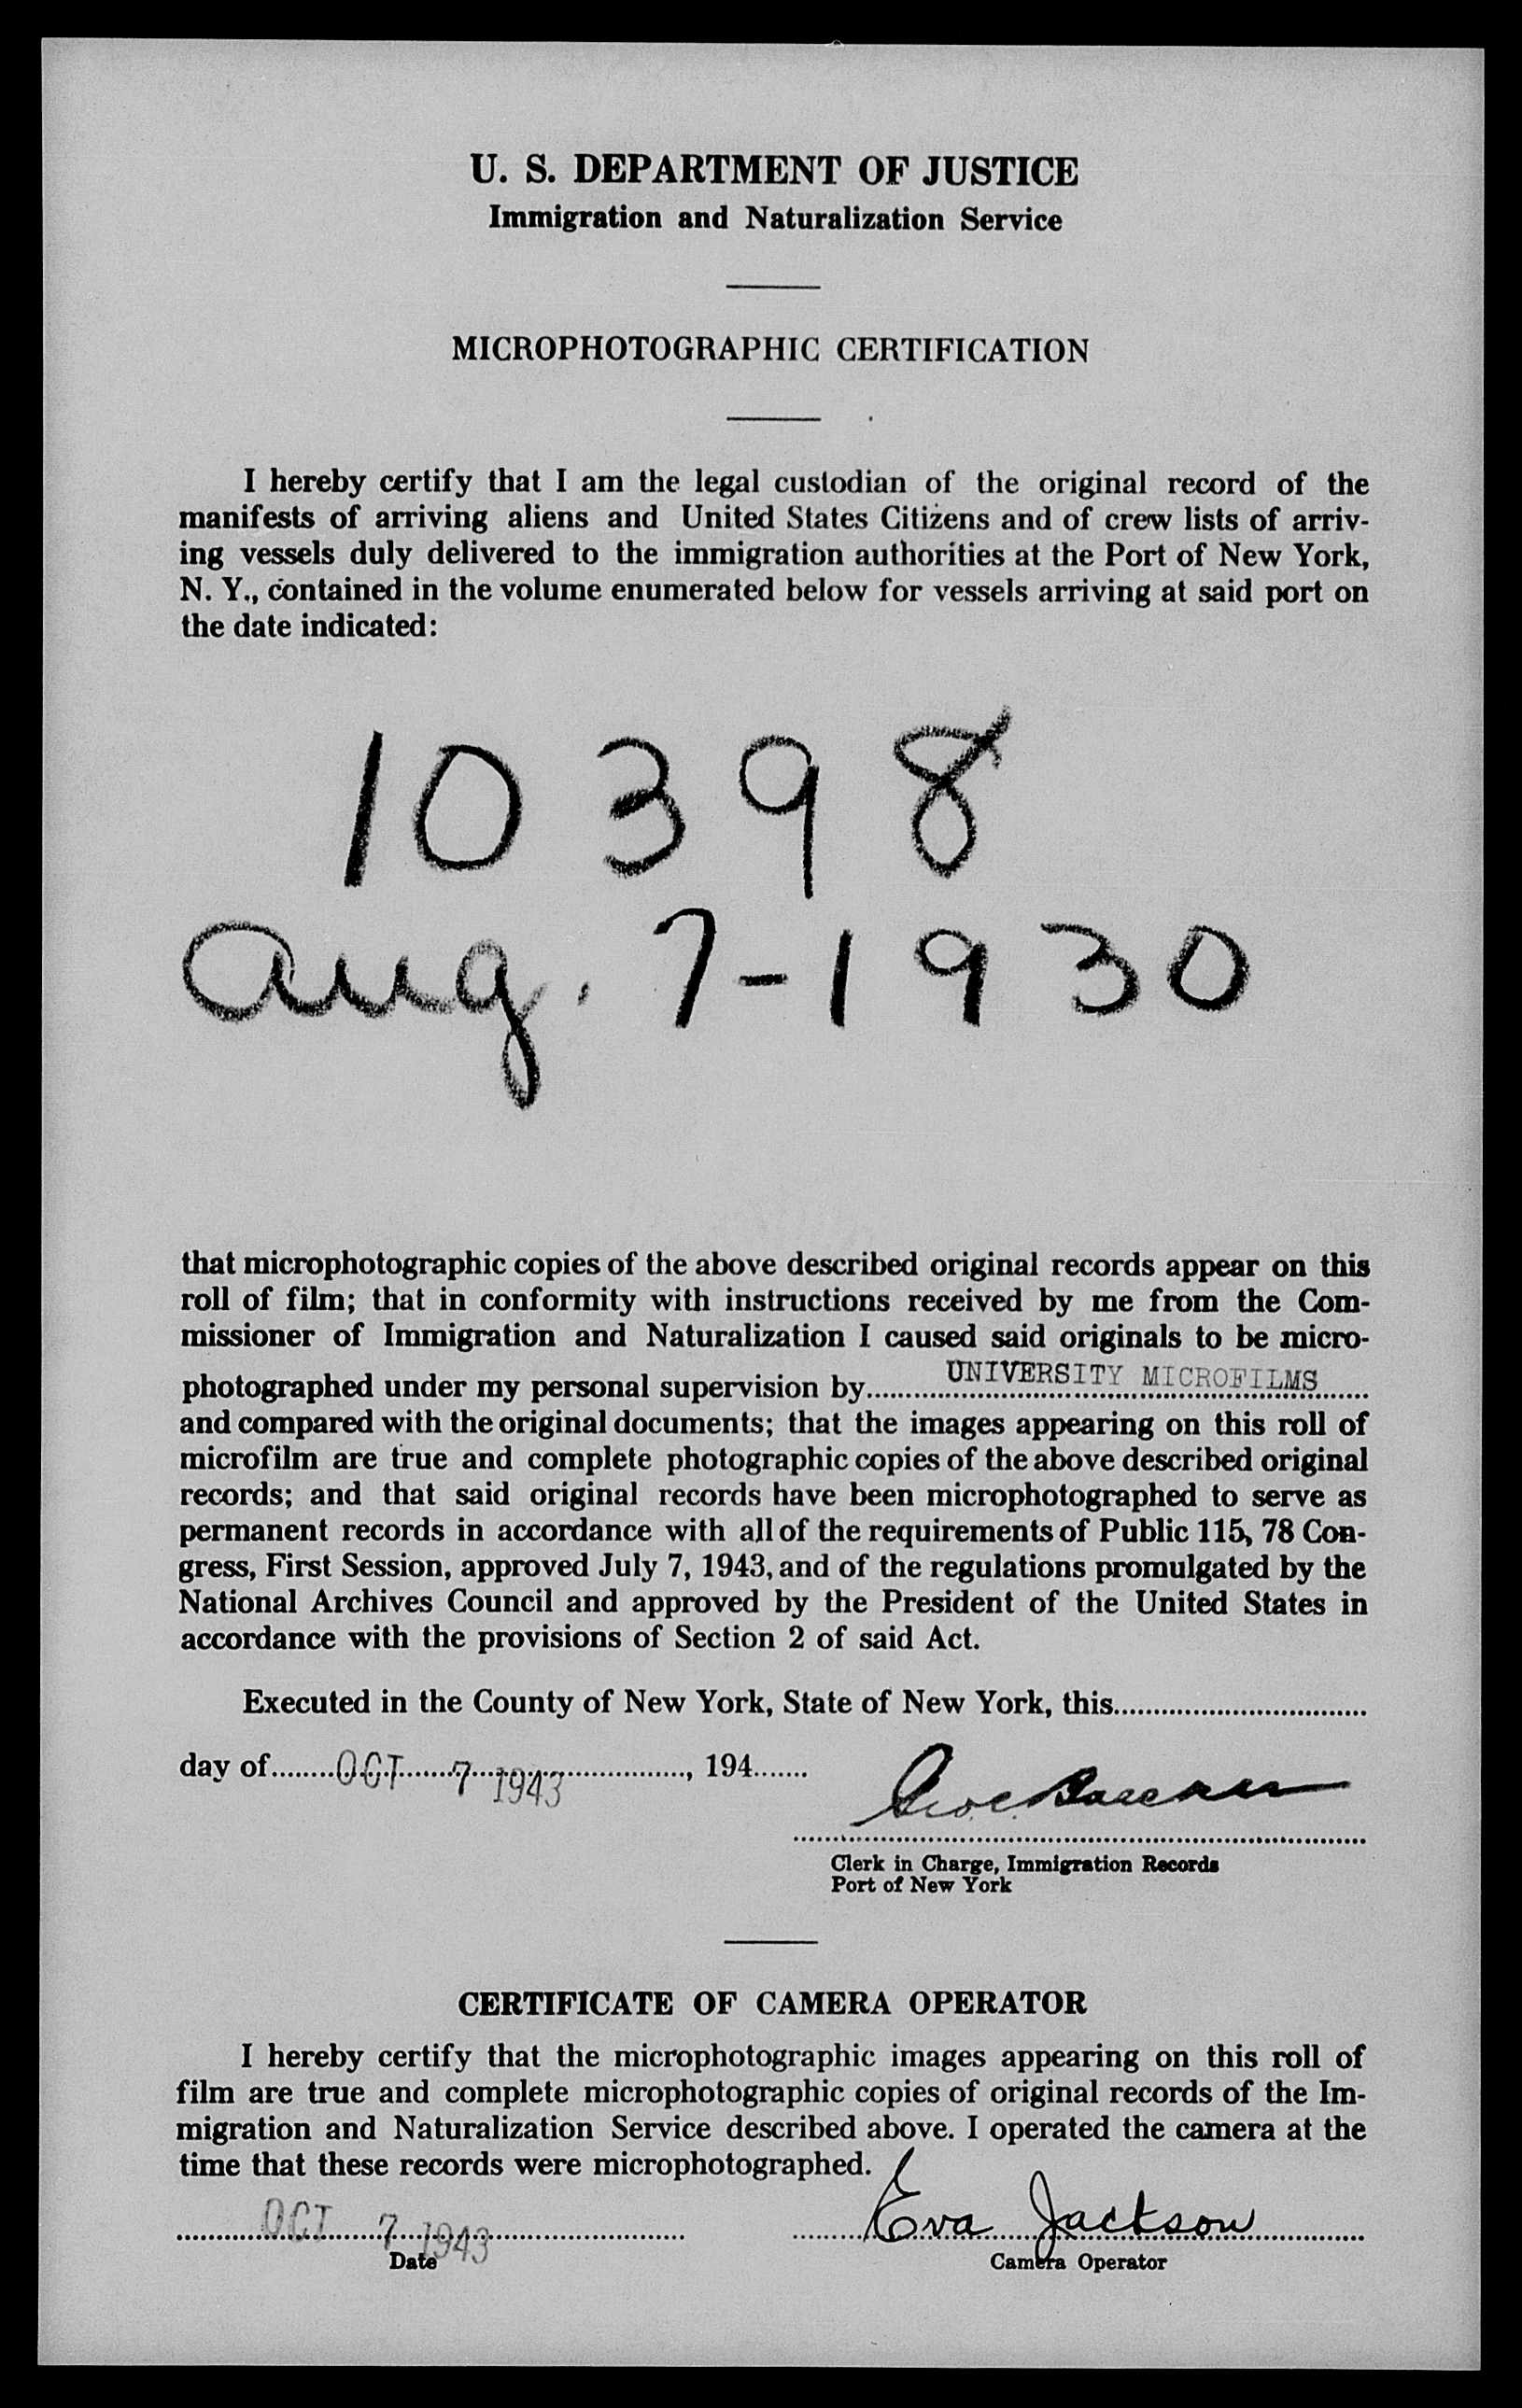 U. S. DEPARTMENT OF JUSTICE
Immigration and Naturalization Service
MICROPHOTOGRAPHIC CERTIFICATION
I hereby certify that I am the legal custodian of the original record of the
manifests of arriving aliens and United States Citizens and of crew lists of arriv-
ing vessels duly delivered to the immigration authorities at the Port of New York,
N. Y., contained in the volume enumerated below for vessels arriving at said port on
the date indicated:
10398
Aug. 7-1930
that microphotographic copies of the above described original records appear on this
roll of film; that in conformity with instructions received by me from the Com-
missioner of Immigration and Naturalization I caused said originals to be micro-
photographed under my personal supervision by UNIVERSITY MICROFILMS
and compared with the original documents; that the images appearing on this roll of
microfilm are true and complete photographic copies of the above described original
records; and that said original records have been microphotographed to serve as
permanent records in accordance with all of the requirements of Public 115, 78 Con-
gress, First Session, approved July 7, 1943, and of the regulations promulgated by the
National Archives Council and approved by the President of the United States in
accordance with the provisions of Section 2 of said Act.
Executed in the County of New York, State of New York, this
day of OCT 7 1943, 194
Clerk in Charge, Immigration Records
Port of New York
CERTIFICATE OF CAMERA OPERATOR
I hereby certify that the microphotographic images appearing on this roll of
film are true and complete microphotographic copies of original records of the Im-
migration and Naturalization Service described above. I operated the camera at the
time that these records were microphotographed.
OCT 7 1943 Eva Jackson
Date Camera Operator